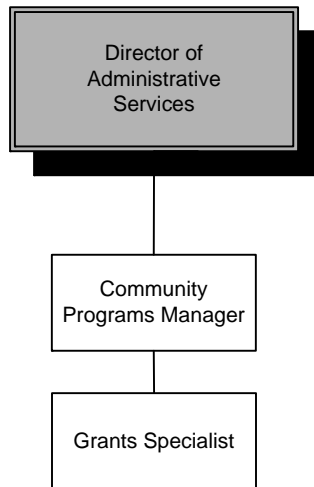 Director of
Administrative
Services
Community
Programs Manager
Grants Specialist